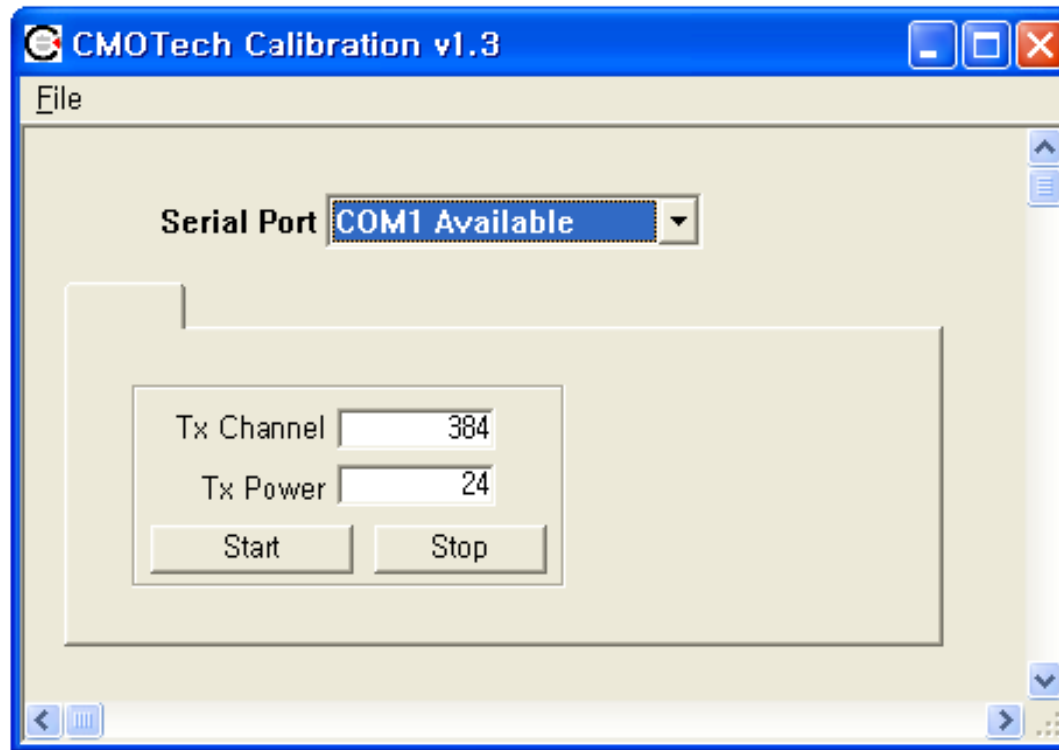 CMOTech Calibration v1.3
File
Serial Port COM1 Available
Tx Channel 384
Tx Power 24
Start Stop